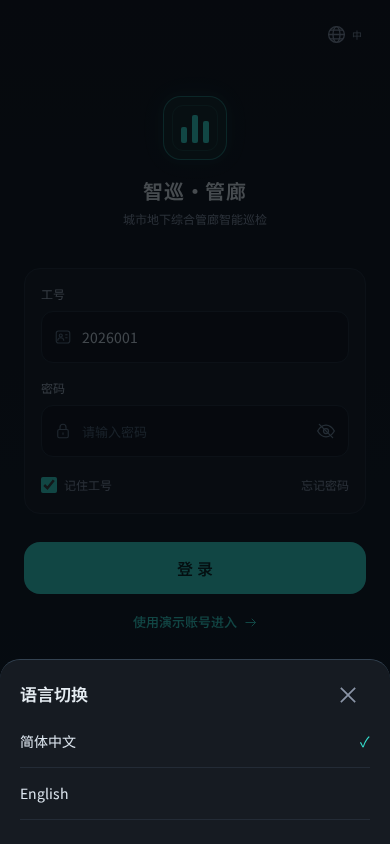 中
智巡·管廊
城市地下综合管廊智能巡检
工号
2026001
密码
请输入密码
记住工号
忘记密码
登 录
使用演示账号进入 →
语言切换
简体中文 ✓
English